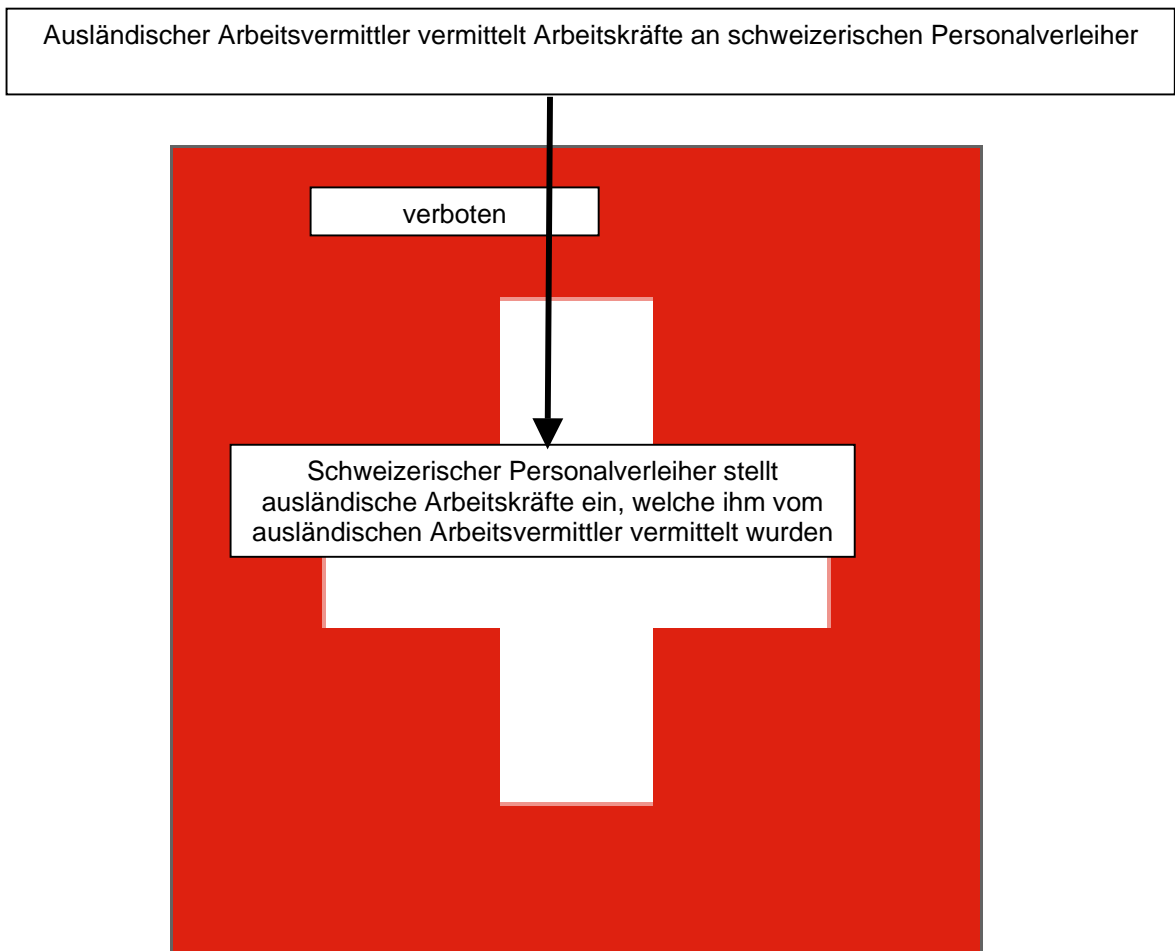 Ausländischer Arbeitsvermittler vermittelt Arbeitskräfte an schweizerischen Personalverleiher
verboten
Schweizerischer Personalverleiher stellt
ausländische Arbeitskräfte ein, welche ihm vom
ausländischen Arbeitsvermittler vermittelt wurden